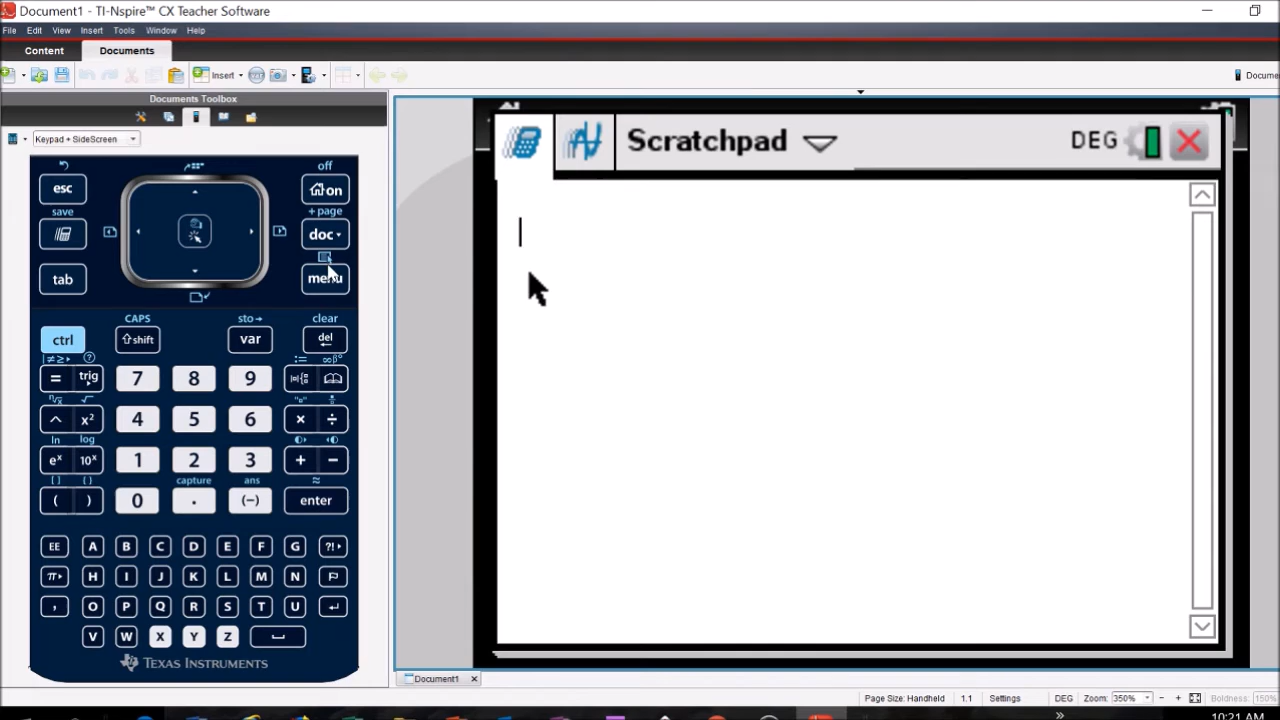 Document1 - TI-Nspire™ CX Teacher Software
File Edit View Insert Tools Window Help
Content Documents
Insert
Documents Toolbox
Keypad + SideScreen
off
esc on
save + page
doc
tab menu
CAPS sto→ clear
ctrl shift var del
|≠≥▸ := ∞β°
= trig 7 8 9
ⁿ√x √ "▫"
^ x² 4 5 6 × ÷
ln log
eˣ 10ˣ 1 2 3 + −
[ ] { } capture ans ≈
( ) 0 . (−) enter
EE A B C D E F G ?!▸
π▸ H I J K L M N
, O P Q R S T U
V W X Y Z
TEXAS INSTRUMENTS
Docume
Scratchpad DEG
Document1
Page Size: Handheld 1.1 Settings DEG Zoom: 350% − + Boldness: 150%
10:21 AM